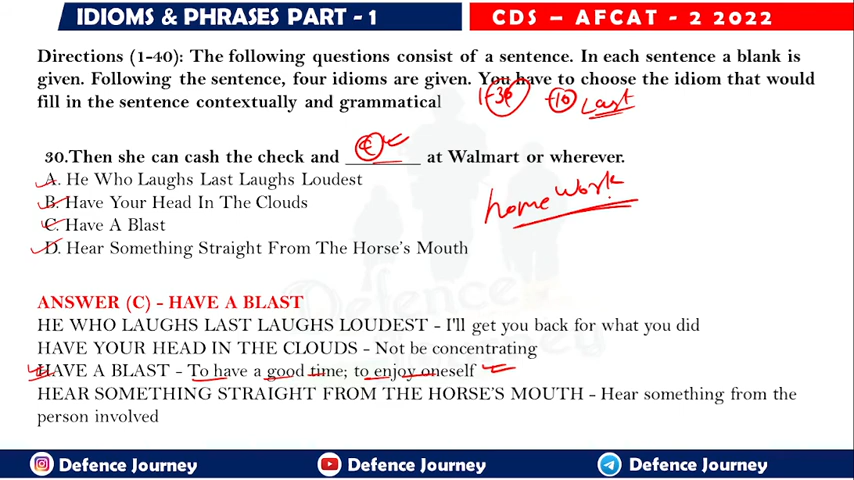 IDIOMS & PHRASES PART - 1
CDS – AFCAT - 2 2022
Directions (1-40): The following questions consist of a sentence. In each sentence a blank is
given. Following the sentence, four idioms are given. You have to choose the idiom that would
fill in the sentence contextually and grammatical
1-30 +10 Last
C
30.Then she can cash the check and ________ at Walmart or wherever.
A. He Who Laughs Last Laughs Loudest
B. Have Your Head In The Clouds
home work
C. Have A Blast
D. Hear Something Straight From The Horse's Mouth
Defence
ANSWER (C) - HAVE A BLAST
HE WHO LAUGHS LAST LAUGHS LOUDEST - I'll get you back for what you did
HAVE YOUR HEAD IN THE CLOUDS - Not be concentrating
HAVE A BLAST - To have a good time; to enjoy oneself
HEAR SOMETHING STRAIGHT FROM THE HORSE'S MOUTH - Hear something from the
person involved
Defence Journey
Defence Journey
Defence Journey